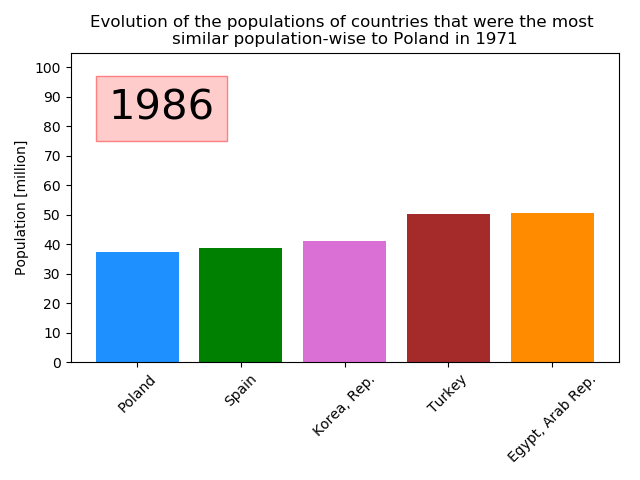 Evolution of the populations of countries that were the most
similar population-wise to Poland in 1971
1986
Population [million]
100
90
80
70
60
50
40
30
20
10
0
Poland
Spain
Korea, Rep.
Turkey
Egypt, Arab Rep.